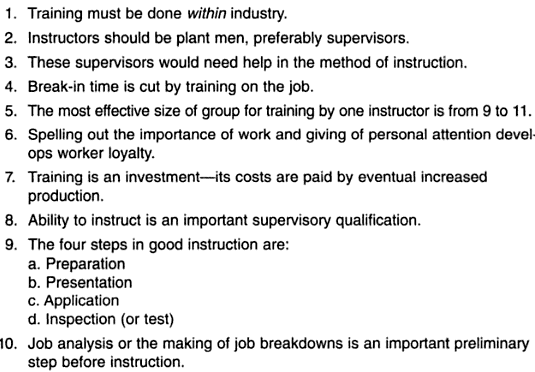 1. Training must be done within industry.
2. Instructors should be plant men, preferably supervisors.
3. These supervisors would need help in the method of instruction.
4. Break-in time is cut by training on the job.
5. The most effective size of group for training by one instructor is from 9 to 11.
6. Spelling out the importance of work and giving of personal attention devel-
ops worker loyalty.
7. Training is an investment—its costs are paid by eventual increased
production.
8. Ability to instruct is an important supervisory qualification.
9. The four steps in good instruction are:
a. Preparation
b. Presentation
c. Application
d. Inspection (or test)
10. Job analysis or the making of job breakdowns is an important preliminary
step before instruction.